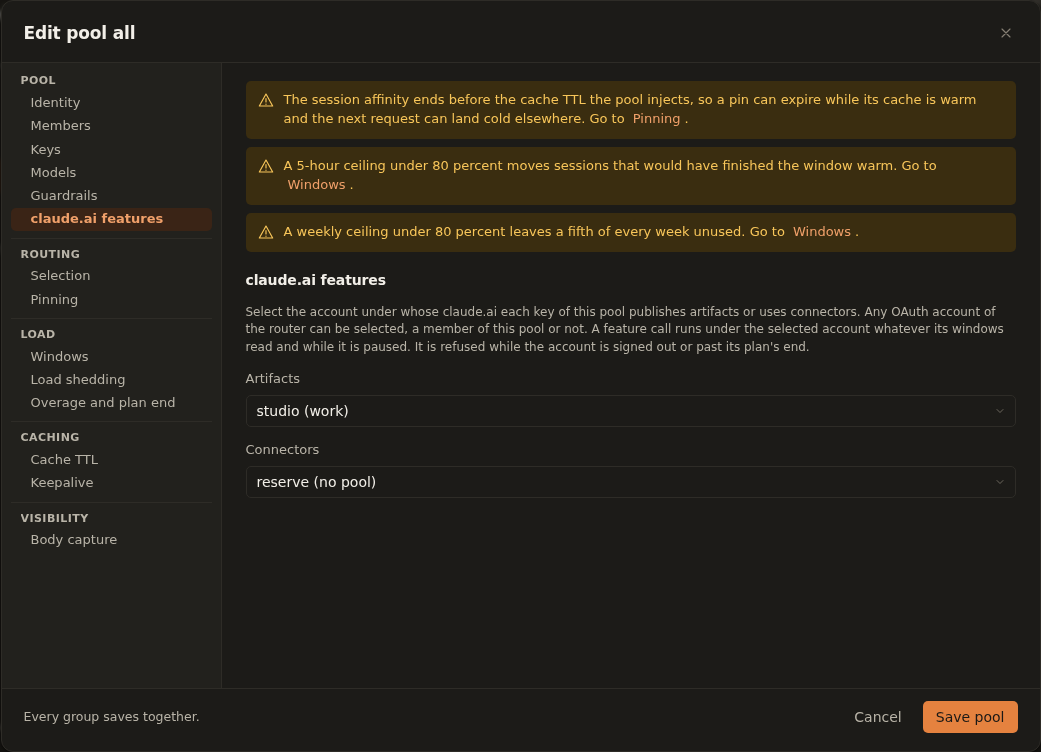 Edit pool all
POOL
Identity
Members
Keys
Models
Guardrails
claude.ai features
ROUTING
Selection
Pinning
LOAD
Windows
Load shedding
Overage and plan end
CACHING
Cache TTL
Keepalive
VISIBILITY
Body capture
The session affinity ends before the cache TTL the pool injects, so a pin can expire while its cache is warm
and the next request can land cold elsewhere. Go to Pinning .
A 5-hour ceiling under 80 percent moves sessions that would have finished the window warm. Go to
Windows .
A weekly ceiling under 80 percent leaves a fifth of every week unused. Go to Windows .
claude.ai features
Select the account under whose claude.ai each key of this pool publishes artifacts or uses connectors. Any OAuth account of
the router can be selected, a member of this pool or not. A feature call runs under the selected account whatever its windows
read and while it is paused. It is refused while the account is signed out or past its plan's end.
Artifacts
studio (work)
Connectors
reserve (no pool)
Every group saves together.
Cancel
Save pool